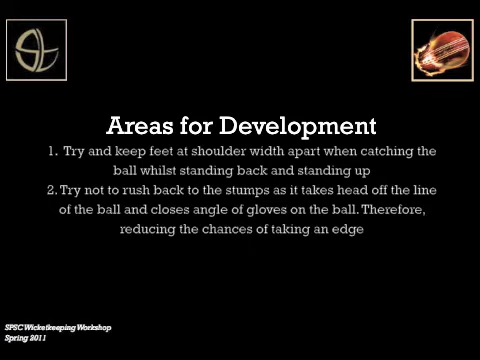 Areas for Development
1. Try and keep feet at shoulder width apart when catching the
ball whilst standing back and standing up
2. Try not to rush back to the stumps as it takes head off the line
of the ball and closes angle of gloves on the ball. Therefore,
reducing the chances of taking an edge
SPSC Wicketkeeping Workshop
Spring 2011